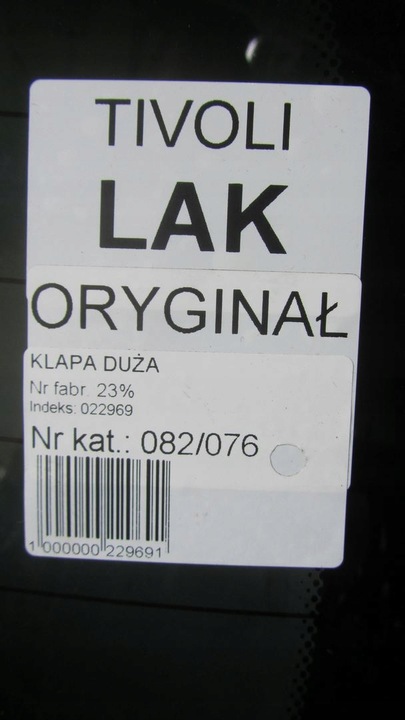 TIVOLI
LAK
ORYGINAŁ
KLAPA DUŻA
Nr fabr. 23%
Indeks: 022969
Nr kat.: 082/076
1 000000 229691